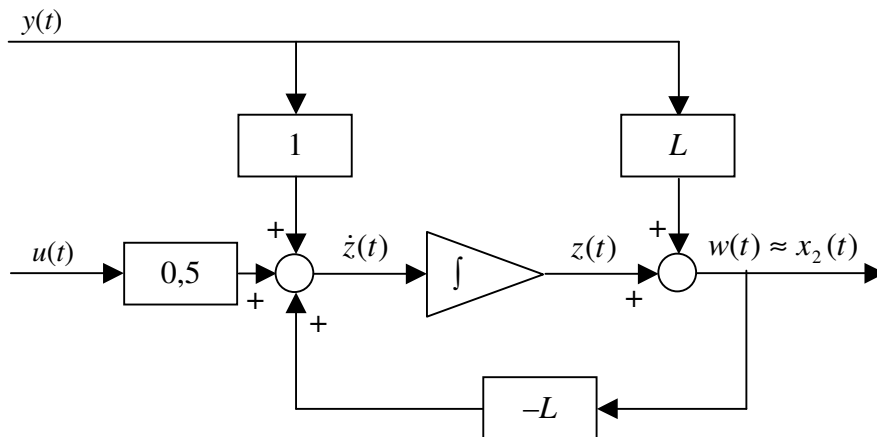 y(t)
1
L
+
+
u(t)
0,5
+
ż(t)
∫
z(t)
+
w(t) ≈ x₂(t)
+
–L